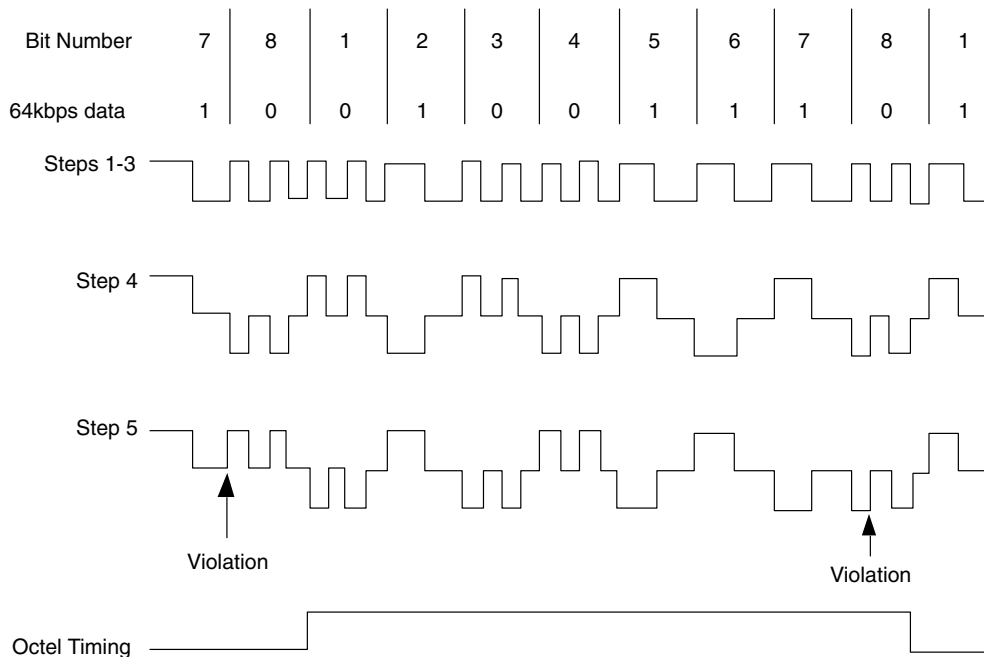 Bit Number 7 8 1 2 3 4 5 6 7 8 1
64kbps data 1 0 0 1 0 0 1 1 1 0 1
Steps 1-3
Step 4
Step 5
Violation
Violation
Octel Timing